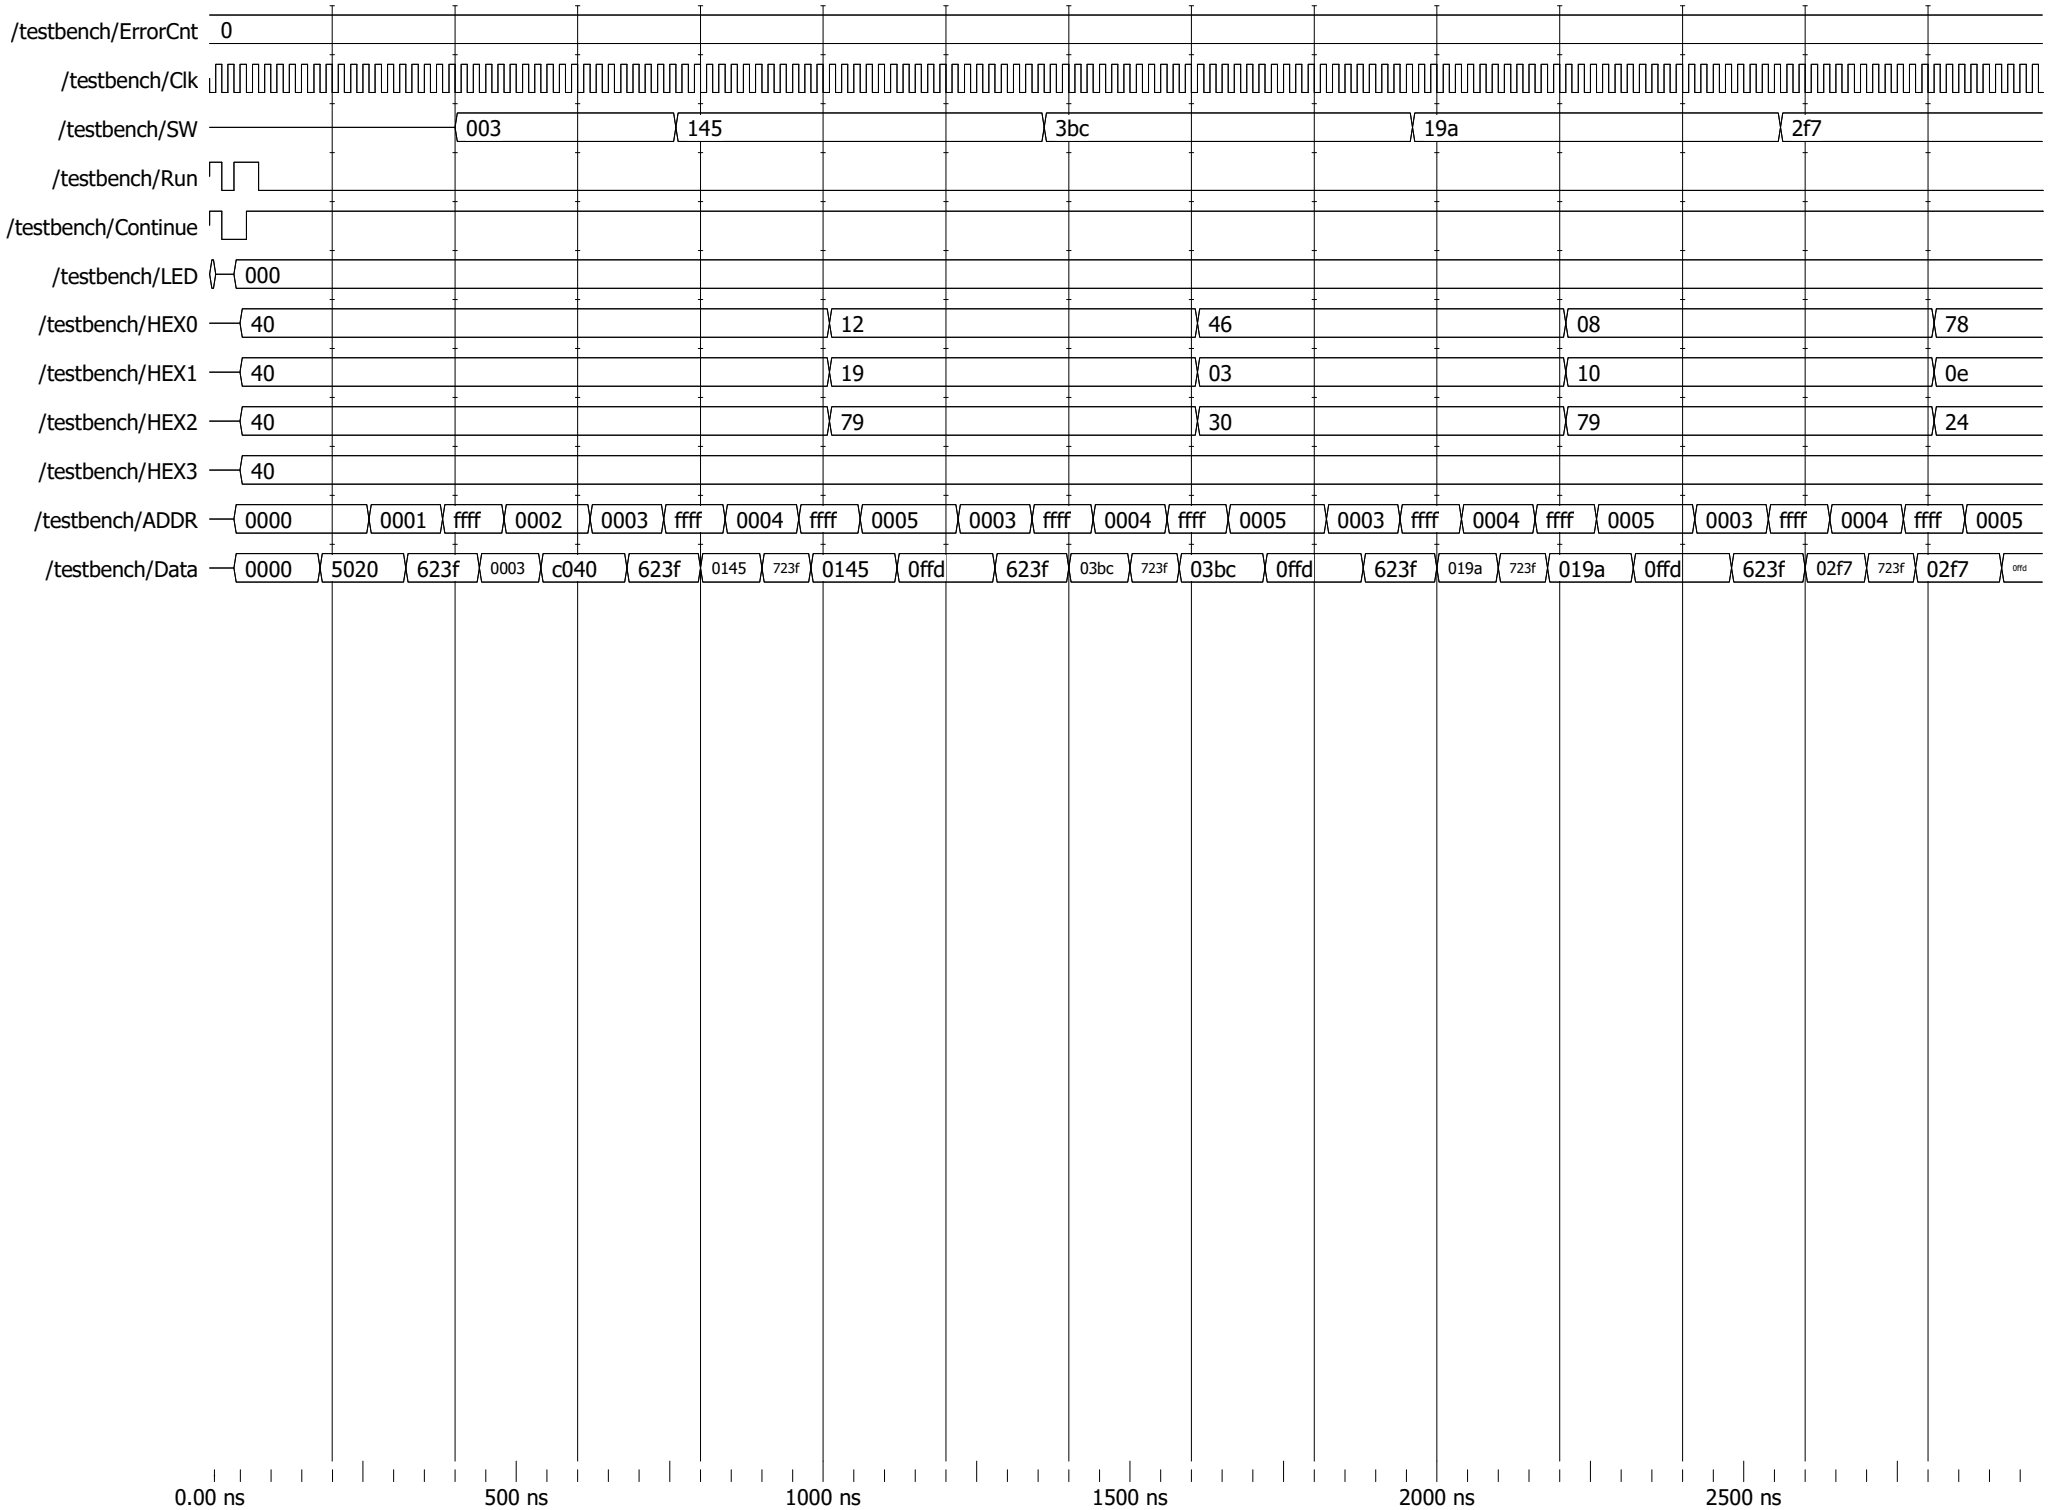 /testbench/ErrorCnt 0
/testbench/Clk
/testbench/SW 003 145 3bc 19a 2f7
/testbench/Run
/testbench/Continue
/testbench/LED 000
/testbench/HEX0 40 12 46 08 78
/testbench/HEX1 40 19 03 10 0e
/testbench/HEX2 40 79 30 79 24
/testbench/HEX3 40
/testbench/ADDR 0000 0001 ffff 0002 0003 ffff 0004 ffff 0005 0003 ffff 0004 ffff 0005 0003 ffff 0004 ffff 0005 0003 ffff 0004 ffff 0005
/testbench/Data 0000 5020 623f 0003 c040 623f 0145 723f 0145 0ffd 623f 03bc 723f 03bc 0ffd 623f 019a 723f 019a 0ffd 623f 02f7 723f 02f7 0ffd
0.00 ns 500 ns 1000 ns 1500 ns 2000 ns 2500 ns